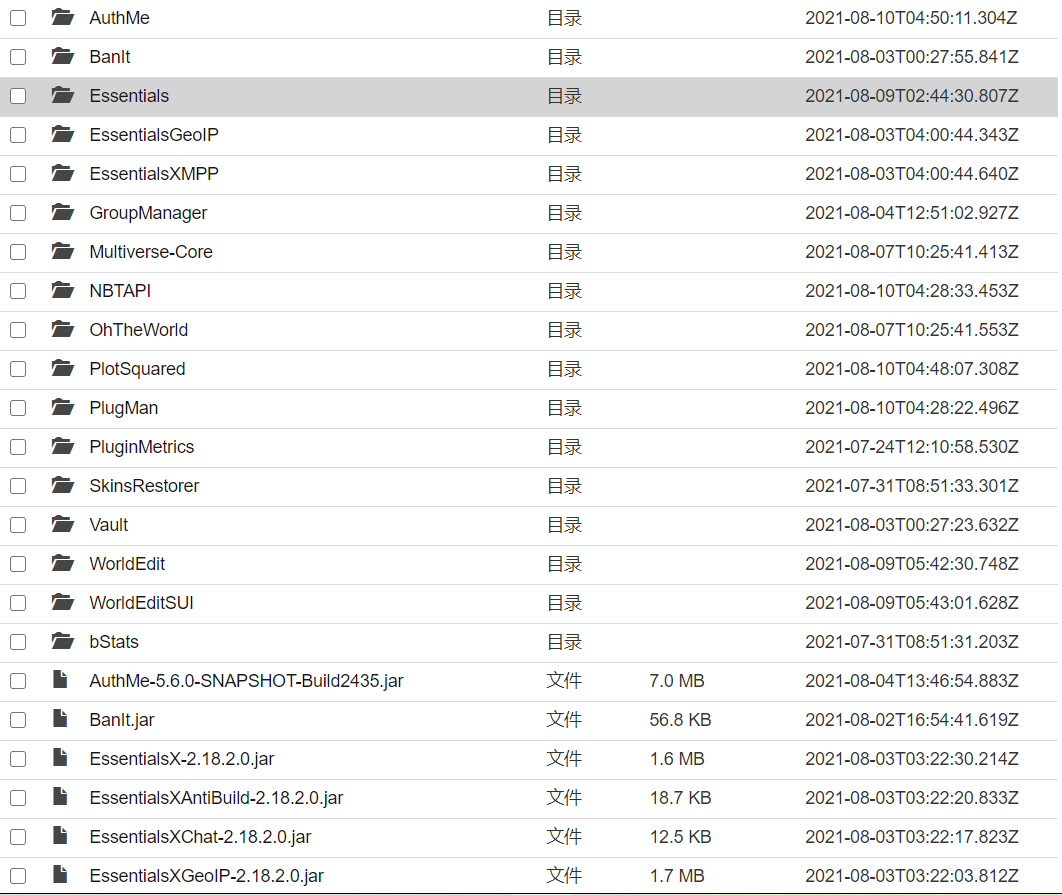 AuthMe 目录 2021-08-10T04:50:11.304Z
BanIt 目录 2021-08-03T00:27:55.841Z
Essentials 目录 2021-08-09T02:44:30.807Z
EssentialsGeoIP 目录 2021-08-03T04:00:44.343Z
EssentialsXMPP 目录 2021-08-03T04:00:44.640Z
GroupManager 目录 2021-08-04T12:51:02.927Z
Multiverse-Core 目录 2021-08-07T10:25:41.413Z
NBTAPI 目录 2021-08-10T04:28:33.453Z
OhTheWorld 目录 2021-08-07T10:25:41.553Z
PlotSquared 目录 2021-08-10T04:48:07.308Z
PlugMan 目录 2021-08-10T04:28:22.496Z
PluginMetrics 目录 2021-07-24T12:10:58.530Z
SkinsRestorer 目录 2021-07-31T08:51:33.301Z
Vault 目录 2021-08-03T00:27:23.632Z
WorldEdit 目录 2021-08-09T05:42:30.748Z
WorldEditSUI 目录 2021-08-09T05:43:01.628Z
bStats 目录 2021-07-31T08:51:31.203Z
AuthMe-5.6.0-SNAPSHOT-Build2435.jar 文件 7.0 MB 2021-08-04T13:46:54.883Z
BanIt.jar 文件 56.8 KB 2021-08-02T16:54:41.619Z
EssentialsX-2.18.2.0.jar 文件 1.6 MB 2021-08-03T03:22:30.214Z
EssentialsXAntiBuild-2.18.2.0.jar 文件 18.7 KB 2021-08-03T03:22:20.833Z
EssentialsXChat-2.18.2.0.jar 文件 12.5 KB 2021-08-03T03:22:17.823Z
EssentialsXGeoIP-2.18.2.0.jar 文件 1.7 MB 2021-08-03T03:22:03.812Z